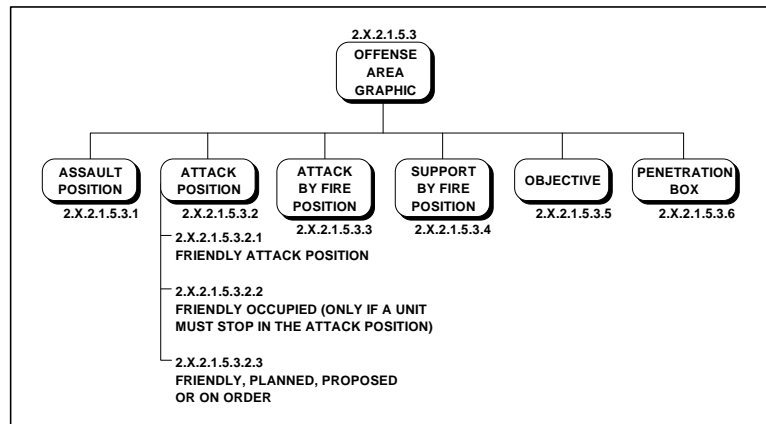 2.X.2.1.5.3
OFFENSE
AREA
GRAPHIC
ASSAULT
POSITION
2.X.2.1.5.3.1
ATTACK
POSITION
2.X.2.1.5.3.2
ATTACK
BY FIRE
POSITION
2.X.2.1.5.3.3
SUPPORT
BY FIRE
POSITION
2.X.2.1.5.3.4
OBJECTIVE
2.X.2.1.5.3.5
PENETRATION
BOX
2.X.2.1.5.3.6
2.X.2.1.5.3.2.1
FRIENDLY ATTACK POSITION
2.X.2.1.5.3.2.2
FRIENDLY OCCUPIED (ONLY IF A UNIT
MUST STOP IN THE ATTACK POSITION)
2.X.2.1.5.3.2.3
FRIENDLY, PLANNED, PROPOSED
OR ON ORDER